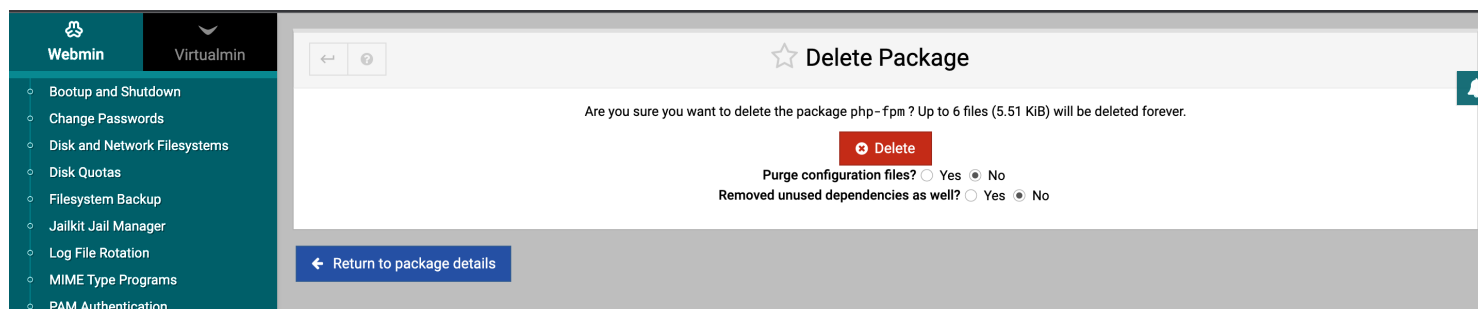 Webmin
Virtualmin
Bootup and Shutdown
Change Passwords
Disk and Network Filesystems
Disk Quotas
Filesystem Backup
Jailkit Jail Manager
Log File Rotation
MIME Type Programs
PAM Authentication
Delete Package
Are you sure you want to delete the package php-fpm ? Up to 6 files (5.51 KiB) will be deleted forever.
Delete
Purge configuration files? Yes No
Removed unused dependencies as well? Yes No
Return to package details